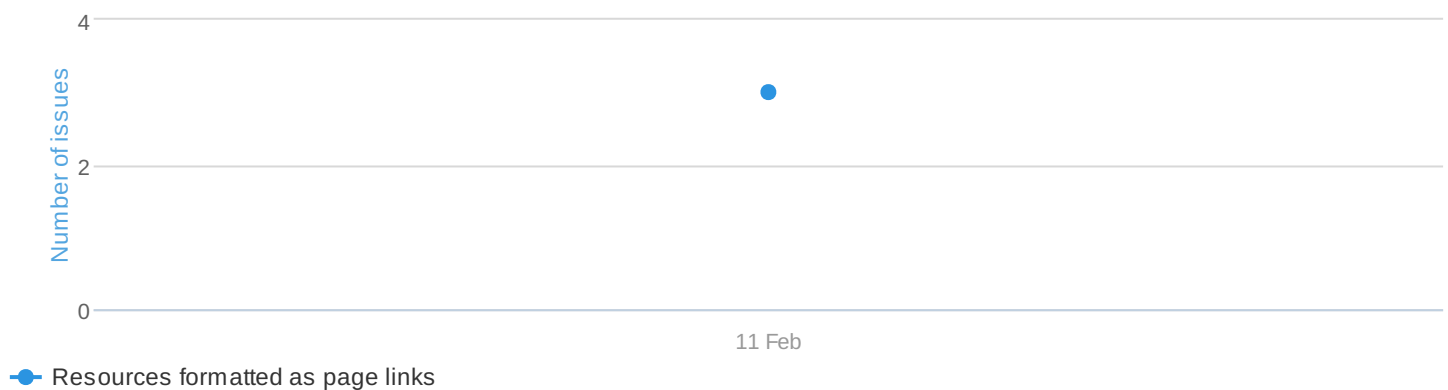 4
Number of issues
2
0
11 Feb
Resources formatted as page links